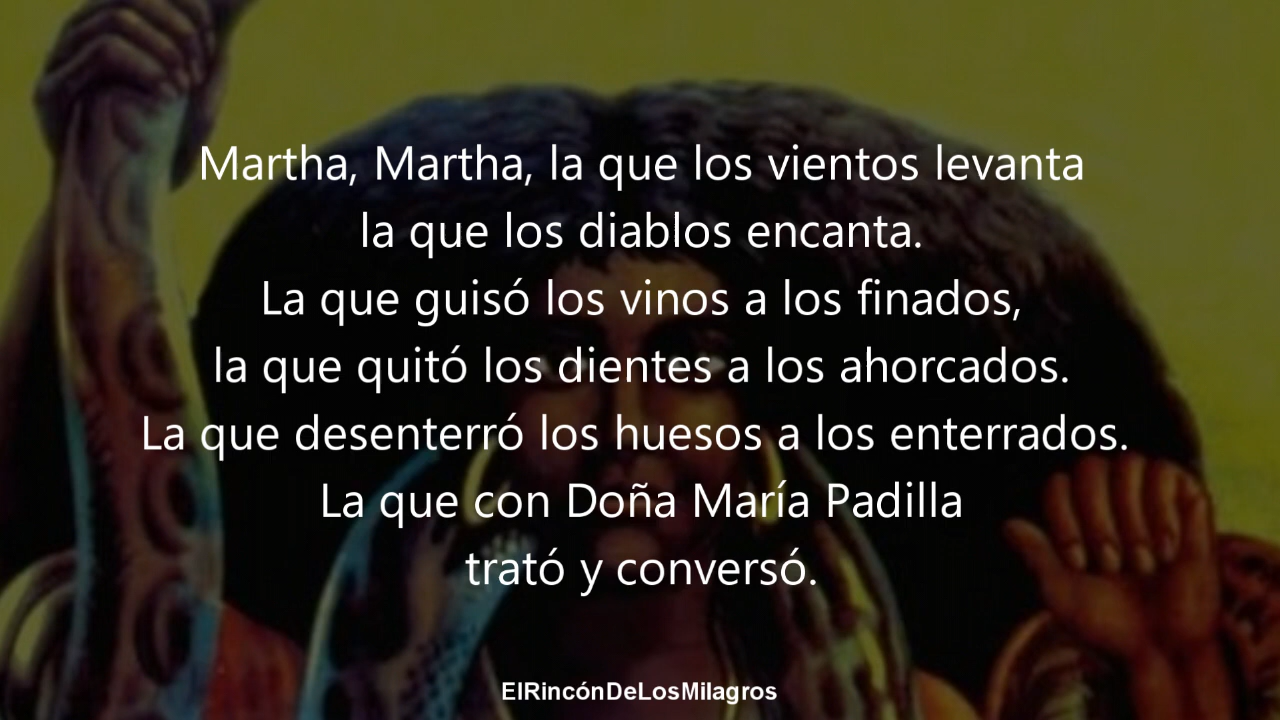 Martha, Martha, la que los vientos levanta
la que los diablos encanta.
La que guisó los vinos a los finados,
la que quitó los dientes a los ahorcados.
La que desenterró los huesos a los enterrados.
La que con Doña María Padilla
trató y conversó.
ElRincónDeLosMilagros